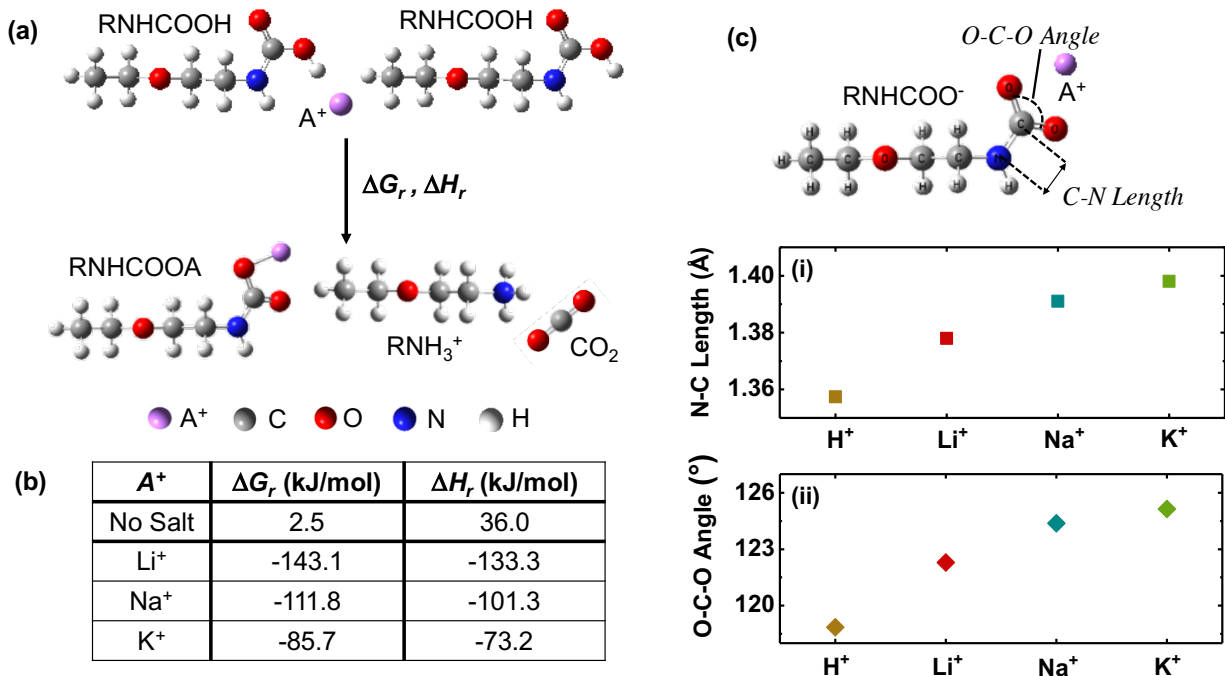 (a)
RNHCOOH
RNHCOOH
A⁺
ΔGᵣ , ΔHᵣ
RNHCOOA
RNH₃⁺
CO₂
A⁺ C O N H
(b)
A⁺ ΔGᵣ (kJ/mol) ΔHᵣ (kJ/mol)
No Salt 2.5 36.0
Li⁺ -143.1 -133.3
Na⁺ -111.8 -101.3
K⁺ -85.7 -73.2
(c)
O-C-O Angle
A⁺
RNHCOO⁻
C-N Length
(i)
N-C Length (Å)
1.40
1.38
1.36
H⁺ Li⁺ Na⁺ K⁺
(ii)
O-C-O Angle (°)
126
123
120
H⁺ Li⁺ Na⁺ K⁺